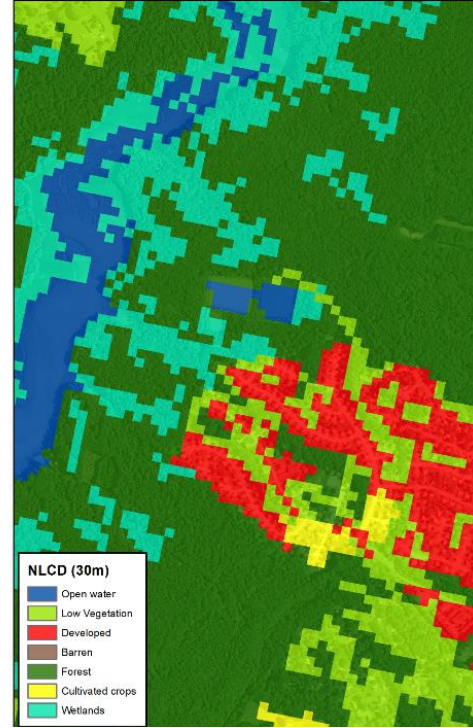 NLCD (30m)
Open water
Low Vegetation
Developed
Barren
Forest
Cultivated crops
Wetlands